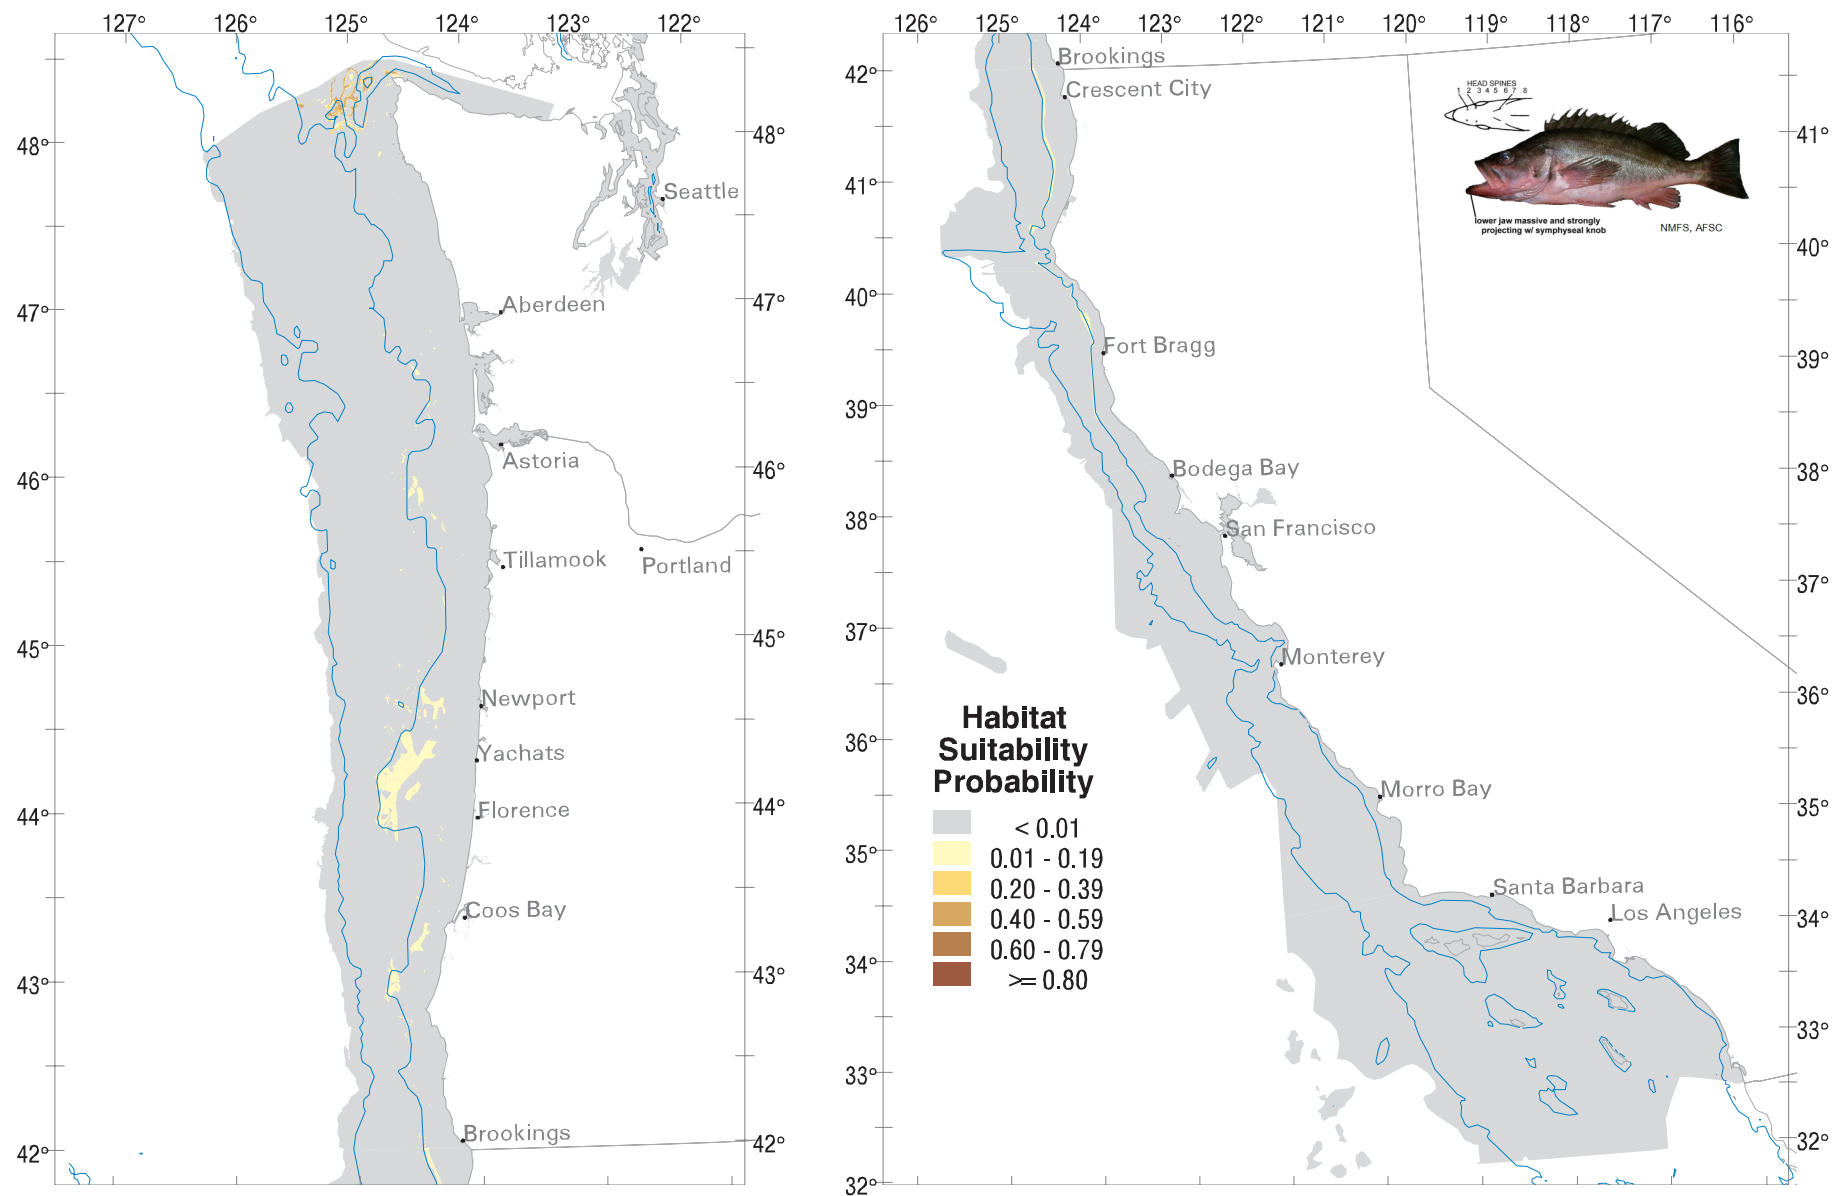 127° 126° 125° 124° 123° 122°
48° 48°
Seattle
47° 47°
Aberdeen
46° 46°
Astoria
Tillamook
Portland
45° 45°
Newport
Yachats
44° 44°
Florence
Coos Bay
43° 43°
Brookings
42° 42°
126° 125° 124° 123° 122° 121° 120° 119° 118° 117° 116°
Brookings
42°
Crescent City
41° 41°
40° 40°
Fort Bragg
39° 39°
Bodega Bay
38° 38°
San Francisco
37° 37°
Monterey
36° 36°
Morro Bay
35° 35°
Santa Barbara
Los Angeles
34° 34°
33° 33°
32° 32°
HEAD SPINES
1 2 3 4 5 6 7 8
lower jaw massive and strongly
projecting w/ symphyseal knob
NMFS, AFSC
Habitat
Suitability
Probability
< 0.01
0.01 - 0.19
0.20 - 0.39
0.40 - 0.59
0.60 - 0.79
>= 0.80